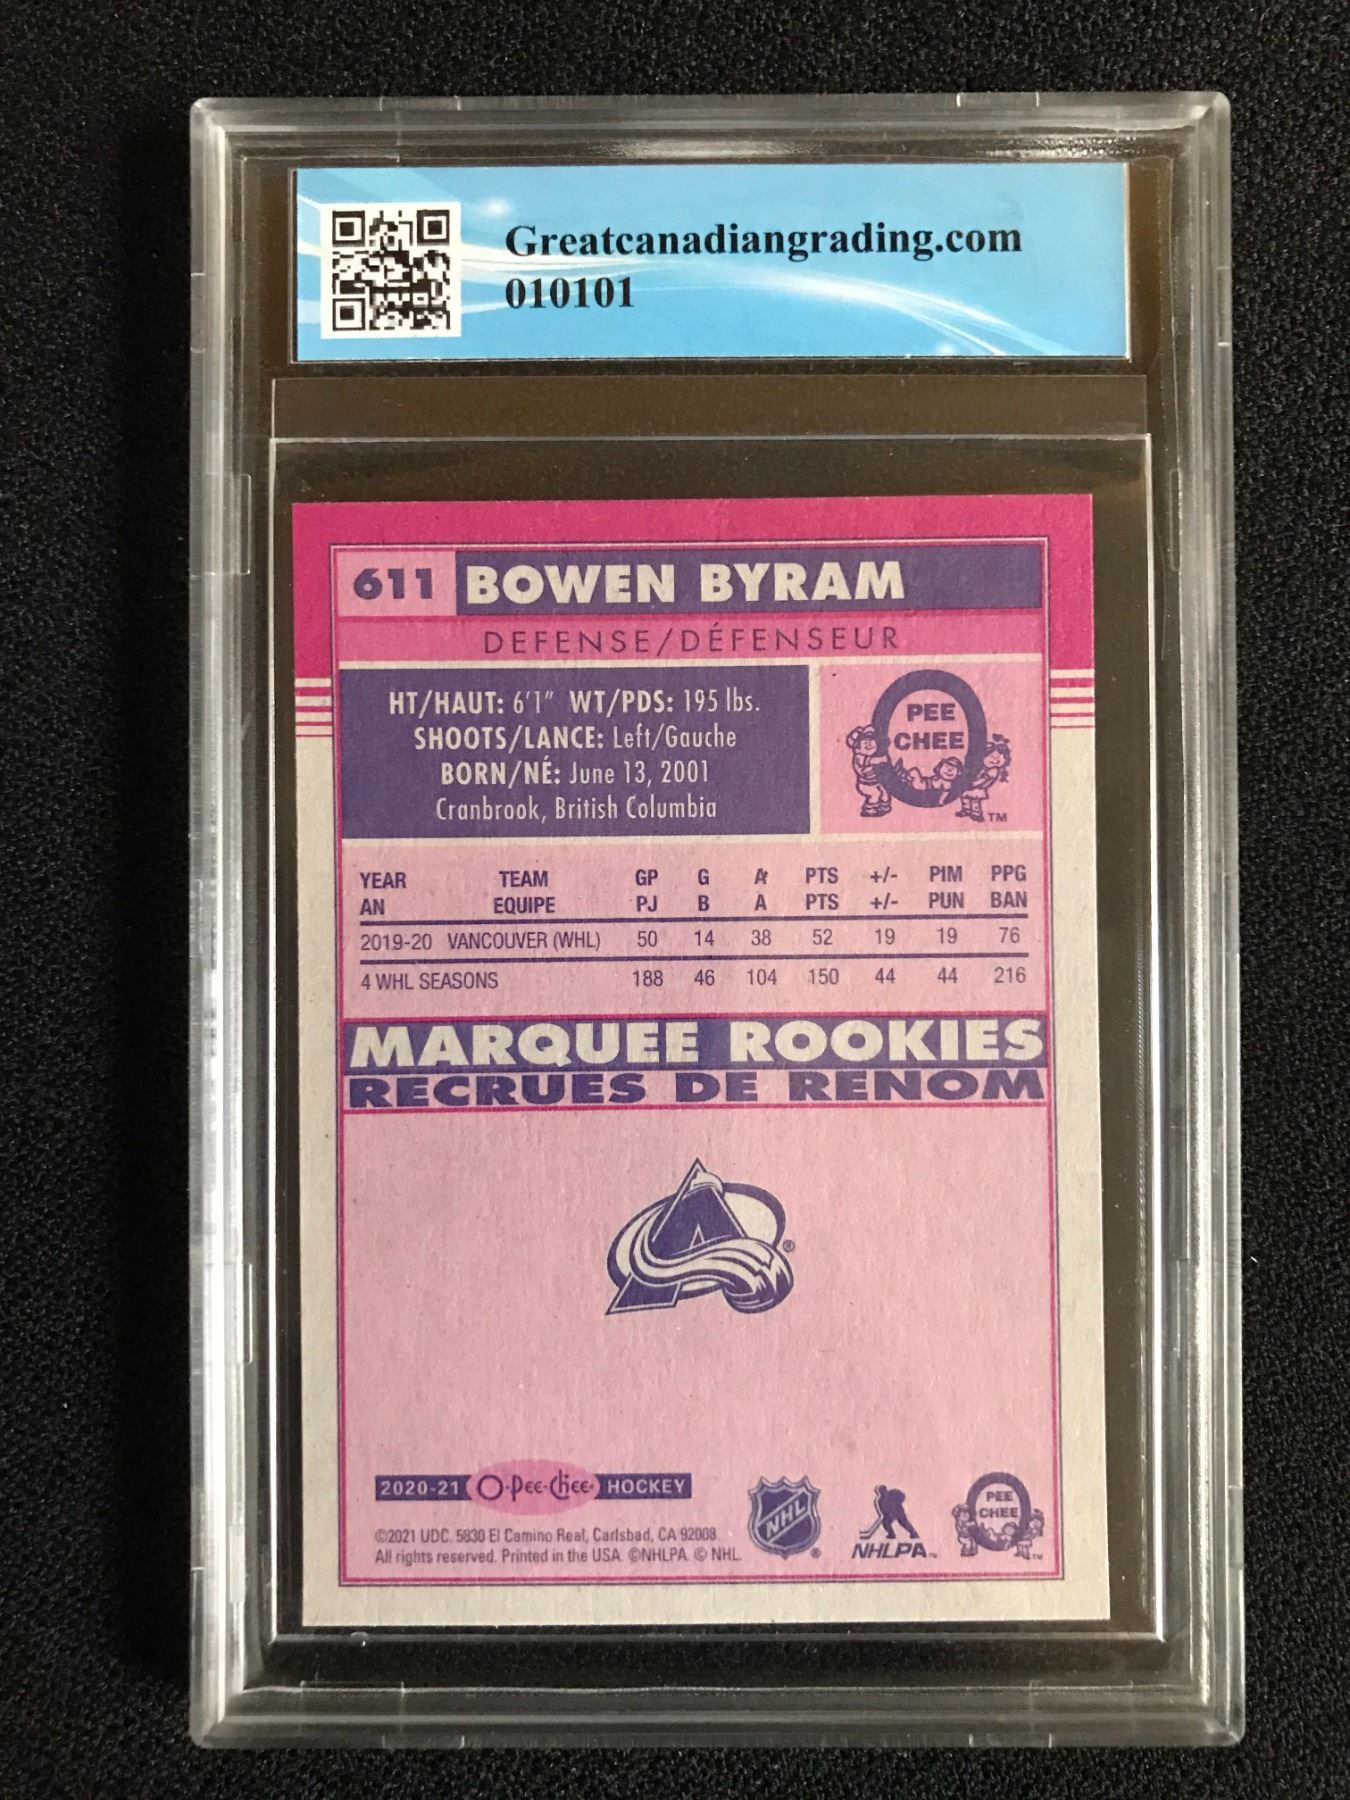 Greatcanadiangrading.com
010101
611 BOWEN BYRAM
DEFENSE/DÉFENSEUR
HT/HAUT: 6'1" WT/PDS: 195 lbs.
SHOOTS/LANCE: Left/Gauche
BORN/NÉ: June 13, 2001
Cranbrook, British Columbia
O
PEE
CHEE
TM
YEAR TEAM GP G A PTS +/- PIM PPG
AN EQUIPE PJ B A PTS +/- PUN BAN
2019-20 VANCOUVER (WHL) 50 14 38 52 19 19 76
4 WHL SEASONS 188 46 104 150 44 44 216
MARQUEE ROOKIES
RECRUES DE RENOM
A
®
2020-21 O-Pee-Chee HOCKEY
©2021 UDC. 5830 El Camino Real, Carlsbad, CA 92008.
All rights reserved. Printed in the USA. ©NHLPA. © NHL.
NHL ®
NHLPA™
O
PEE
CHEE
TM